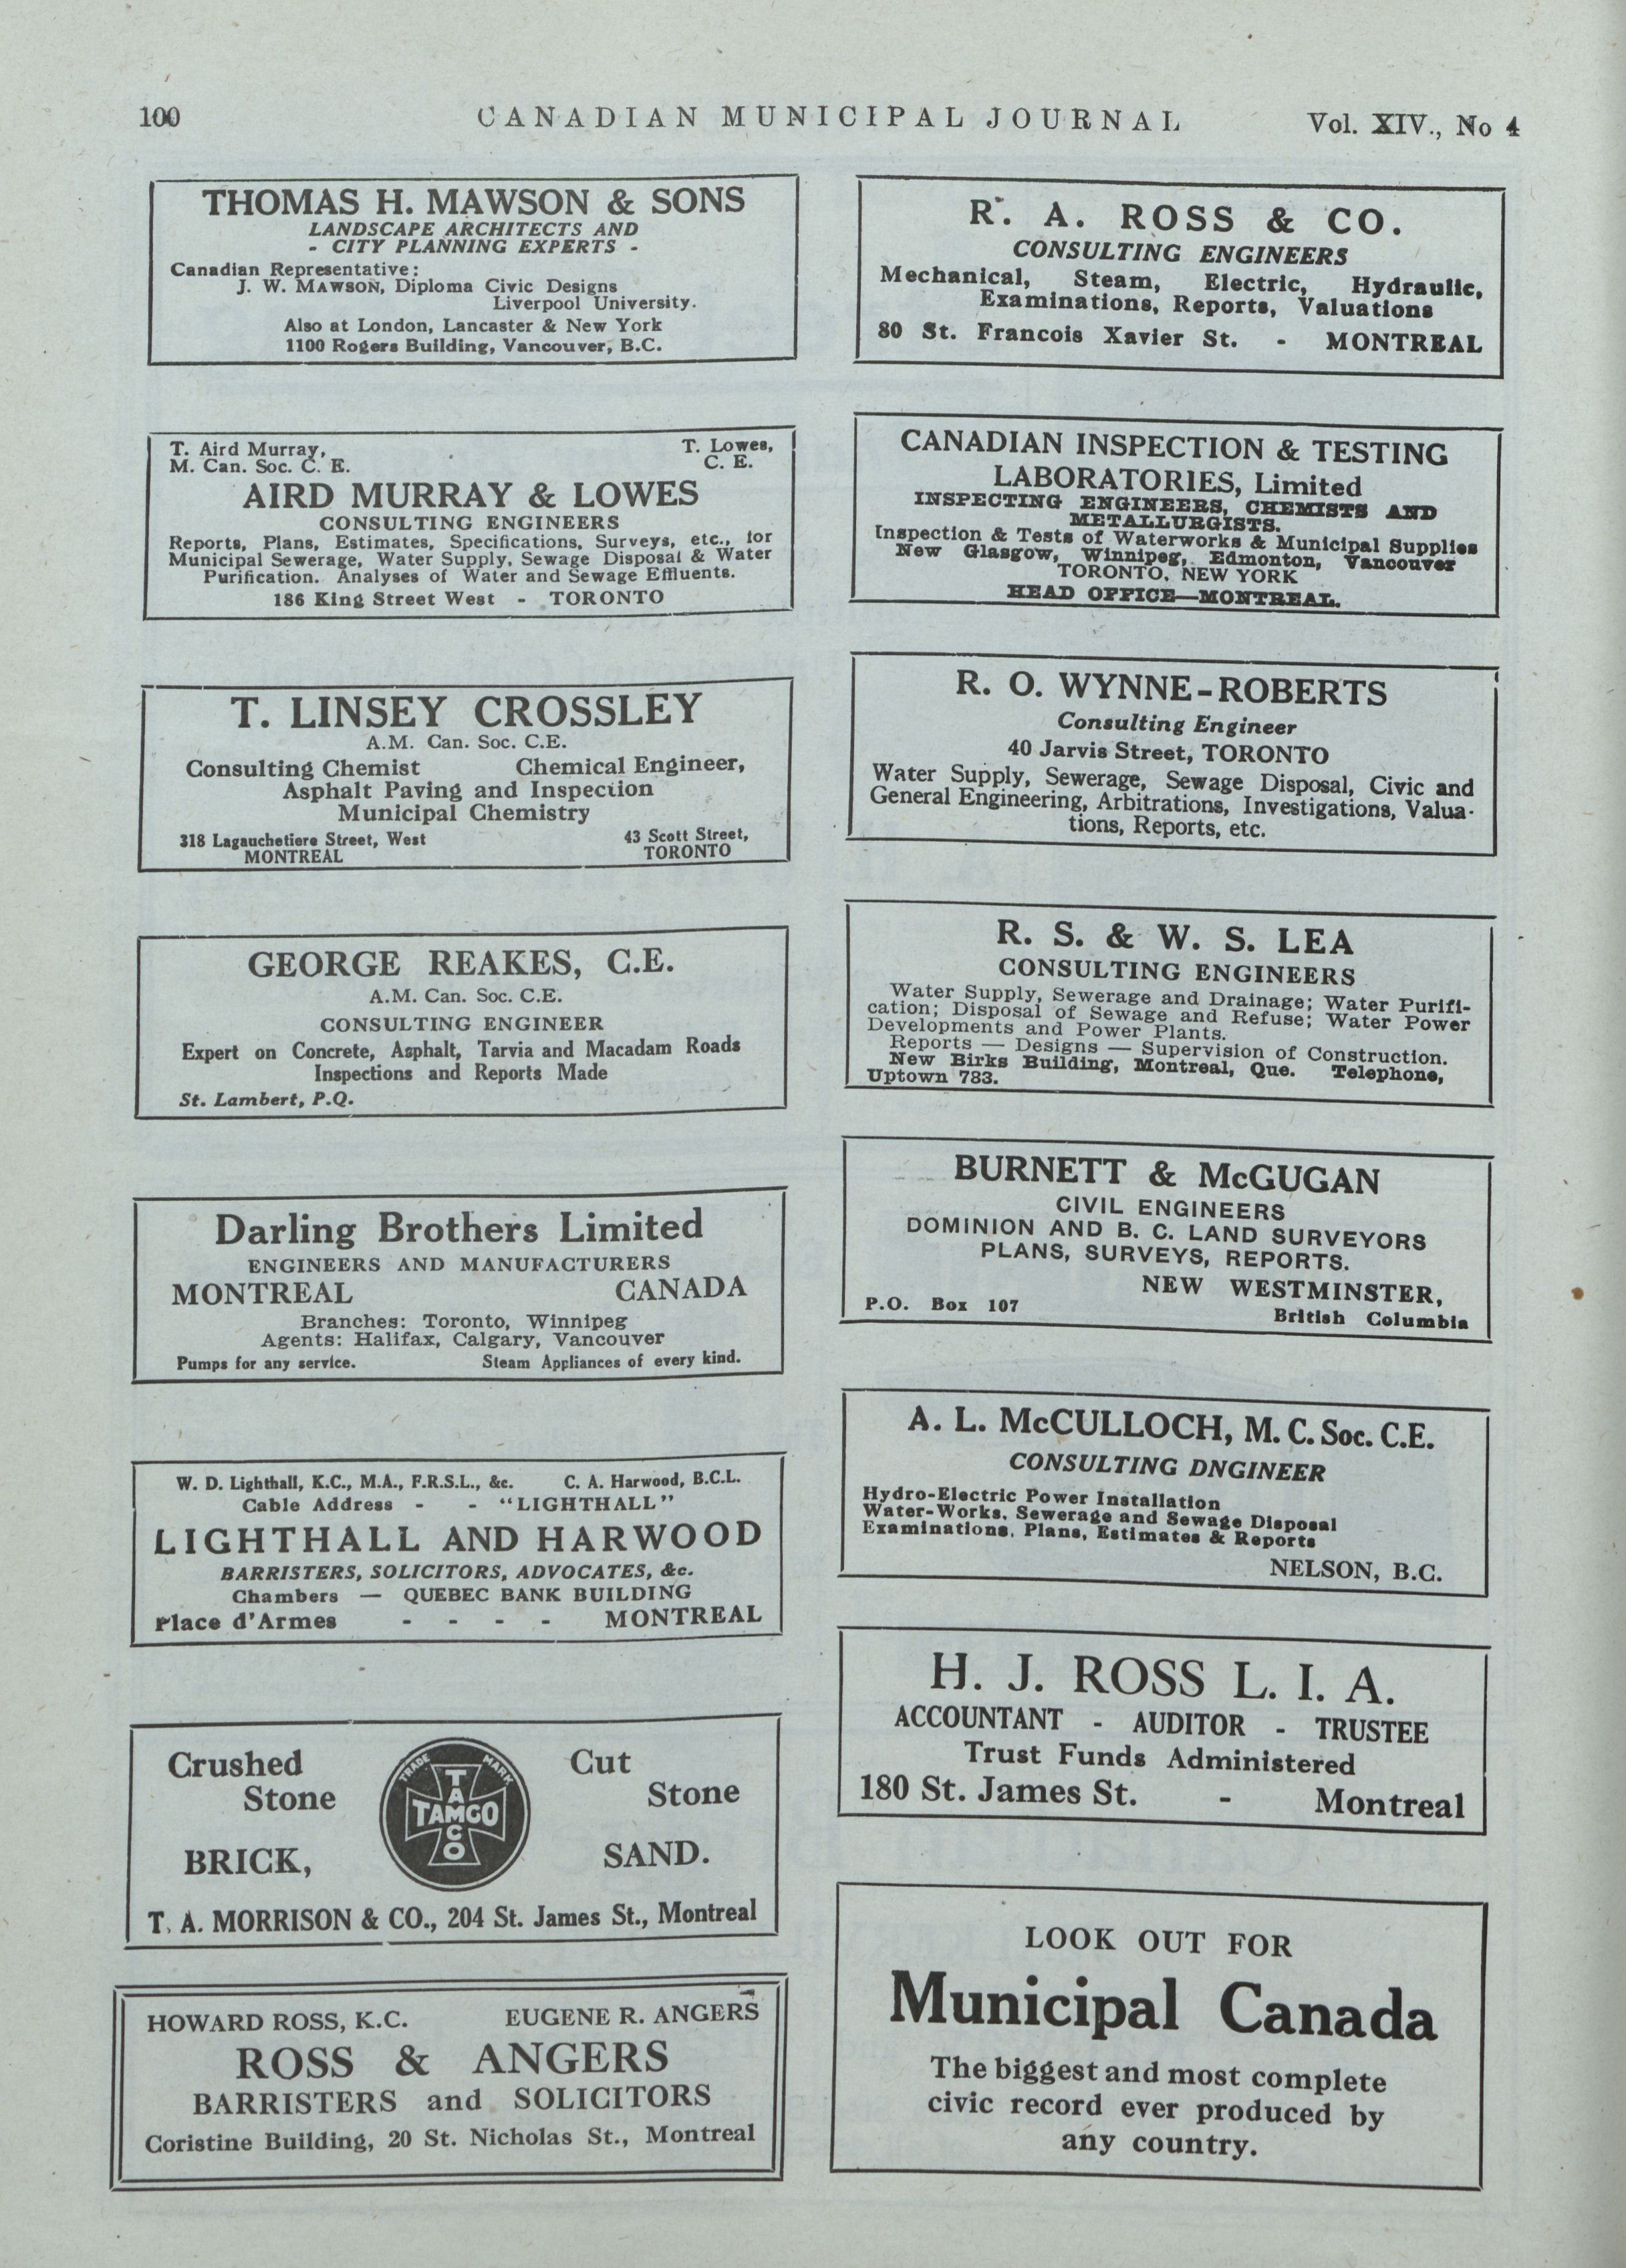 100
CANADIAN MUNICIPAL JOURNAL
Vol. XIV., No 4
THOMAS H. MAWSON & SONS
LANDSCAPE ARCHITECTS AND
- CITY PLANNING EXPERTS -
Canadian Representative:
J. W. MAWSON, Diploma Civic Designs
Liverpool University.
Also at London, Lancaster & New York
1100 Rogers Building, Vancouver, B.C.
T. Aird Murray, T. Lowes,
M. Can. Soc. C. E. C. E.
AIRD MURRAY & LOWES
CONSULTING ENGINEERS
Reports, Plans, Estimates, Specifications, Surveys, etc., for
Municipal Sewerage, Water Supply, Sewage Disposal & Water
Purification. Analyses of Water and Sewage Effluents.
186 King Street West - TORONTO
T. LINSEY CROSSLEY
A.M. Can. Soc. C.E.
Consulting Chemist Chemical Engineer,
Asphalt Paving and Inspection
Municipal Chemistry
318 Lagauchetiere Street, West 43 Scott Street,
MONTREAL TORONTO
GEORGE REAKES, C.E.
A.M. Can. Soc. C.E.
CONSULTING ENGINEER
Expert on Concrete, Asphalt, Tarvia and Macadam Roads
Inspections and Reports Made
St. Lambert, P.Q.
Darling Brothers Limited
ENGINEERS AND MANUFACTURERS
MONTREAL CANADA
Branches: Toronto, Winnipeg
Agents: Halifax, Calgary, Vancouver
Pumps for any service. Steam Appliances of every kind.
W. D. Lighthall, K.C., M.A., F.R.S.L., &c. C. A. Harwood, B.C.L.
Cable Address - - "LIGHTHALL"
LIGHTHALL AND HARWOOD
BARRISTERS, SOLICITORS, ADVOCATES, &c.
Chambers — QUEBEC BANK BUILDING
Place d'Armes - - - - MONTREAL
Crushed Stone
Cut Stone
TRADE MARK
TAMCO
TAMCO
BRICK, SAND.
T. A. MORRISON & CO., 204 St. James St., Montreal
HOWARD ROSS, K.C. EUGENE R. ANGERS
ROSS & ANGERS
BARRISTERS and SOLICITORS
Coristine Building, 20 St. Nicholas St., Montreal
R. A. ROSS & CO.
CONSULTING ENGINEERS
Mechanical, Steam, Electric, Hydraulic,
Examinations, Reports, Valuations
80 St. Francois Xavier St. - MONTREAL
CANADIAN INSPECTION & TESTING
LABORATORIES, Limited
INSPECTING ENGINEERS, CHEMISTS AND
METALLURGISTS.
Inspection & Tests of Waterworks & Municipal Supplies
New Glasgow, Winnipeg, Edmonton, Vancouver
TORONTO, NEW YORK
HEAD OFFICE—MONTREAL.
R. O. WYNNE-ROBERTS
Consulting Engineer
40 Jarvis Street, TORONTO
Water Supply, Sewerage, Sewage Disposal, Civic and
General Engineering, Arbitrations, Investigations, Valua-
tions, Reports, etc.
R. S. & W. S. LEA
CONSULTING ENGINEERS
Water Supply, Sewerage and Drainage; Water Purifi-
cation; Disposal of Sewage and Refuse; Water Power
Developments and Power Plants.
Reports — Designs — Supervision of Construction.
New Birks Building, Montreal, Que. Telephone,
Uptown 783.
BURNETT & McGUGAN
CIVIL ENGINEERS
DOMINION AND B. C. LAND SURVEYORS
PLANS, SURVEYS, REPORTS.
NEW WESTMINSTER,
P.O. Box 107 British Columbia
A. L. McCULLOCH, M. C. Soc. C.E.
CONSULTING DNGINEER
Hydro-Electric Power Installation
Water-Works, Sewerage and Sewage Disposal
Examinations, Plans, Estimates & Reports
NELSON, B.C.
H. J. ROSS L. I. A.
ACCOUNTANT - AUDITOR - TRUSTEE
Trust Funds Administered
180 St. James St. - Montreal
LOOK OUT FOR
Municipal Canada
The biggest and most complete
civic record ever produced by
any country.